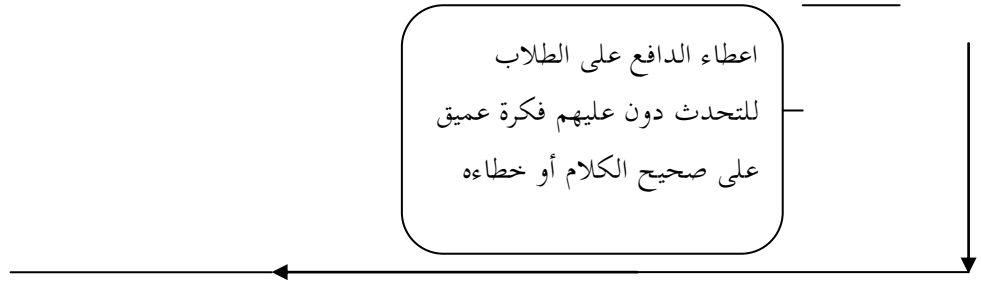 اعطاء الدافع على الطلاب
للتحدث دون عليهم فكرة عميق
على صحيح الكلام أو خطاءه